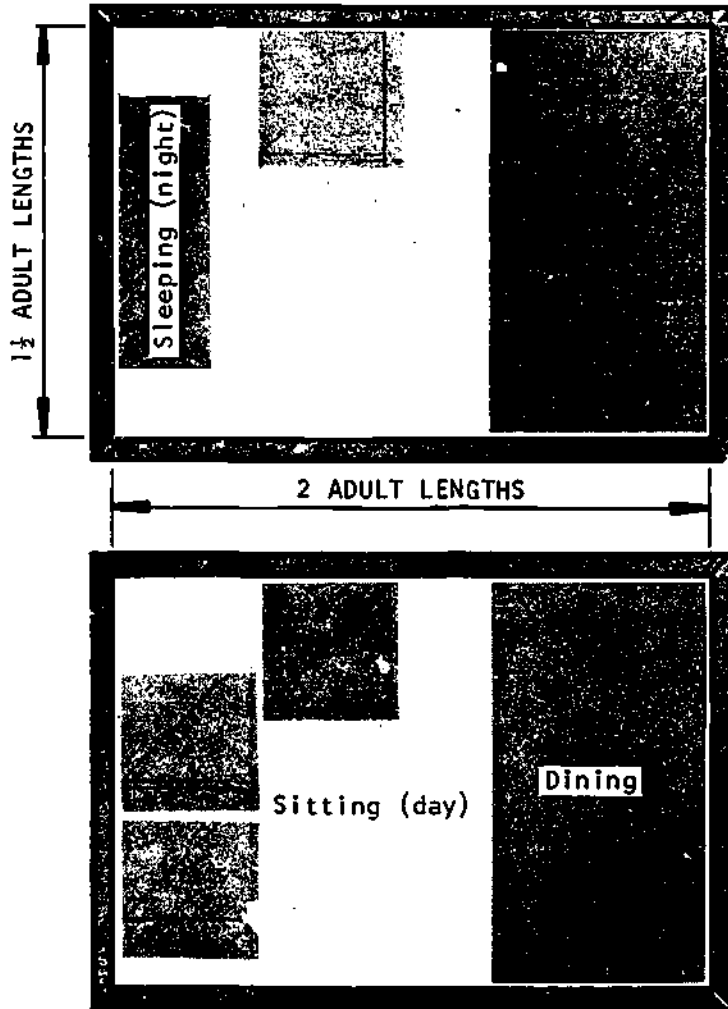 1½ ADULT LENGTHS
Sleeping (night)
2 ADULT LENGTHS
Sitting (day)
Dining